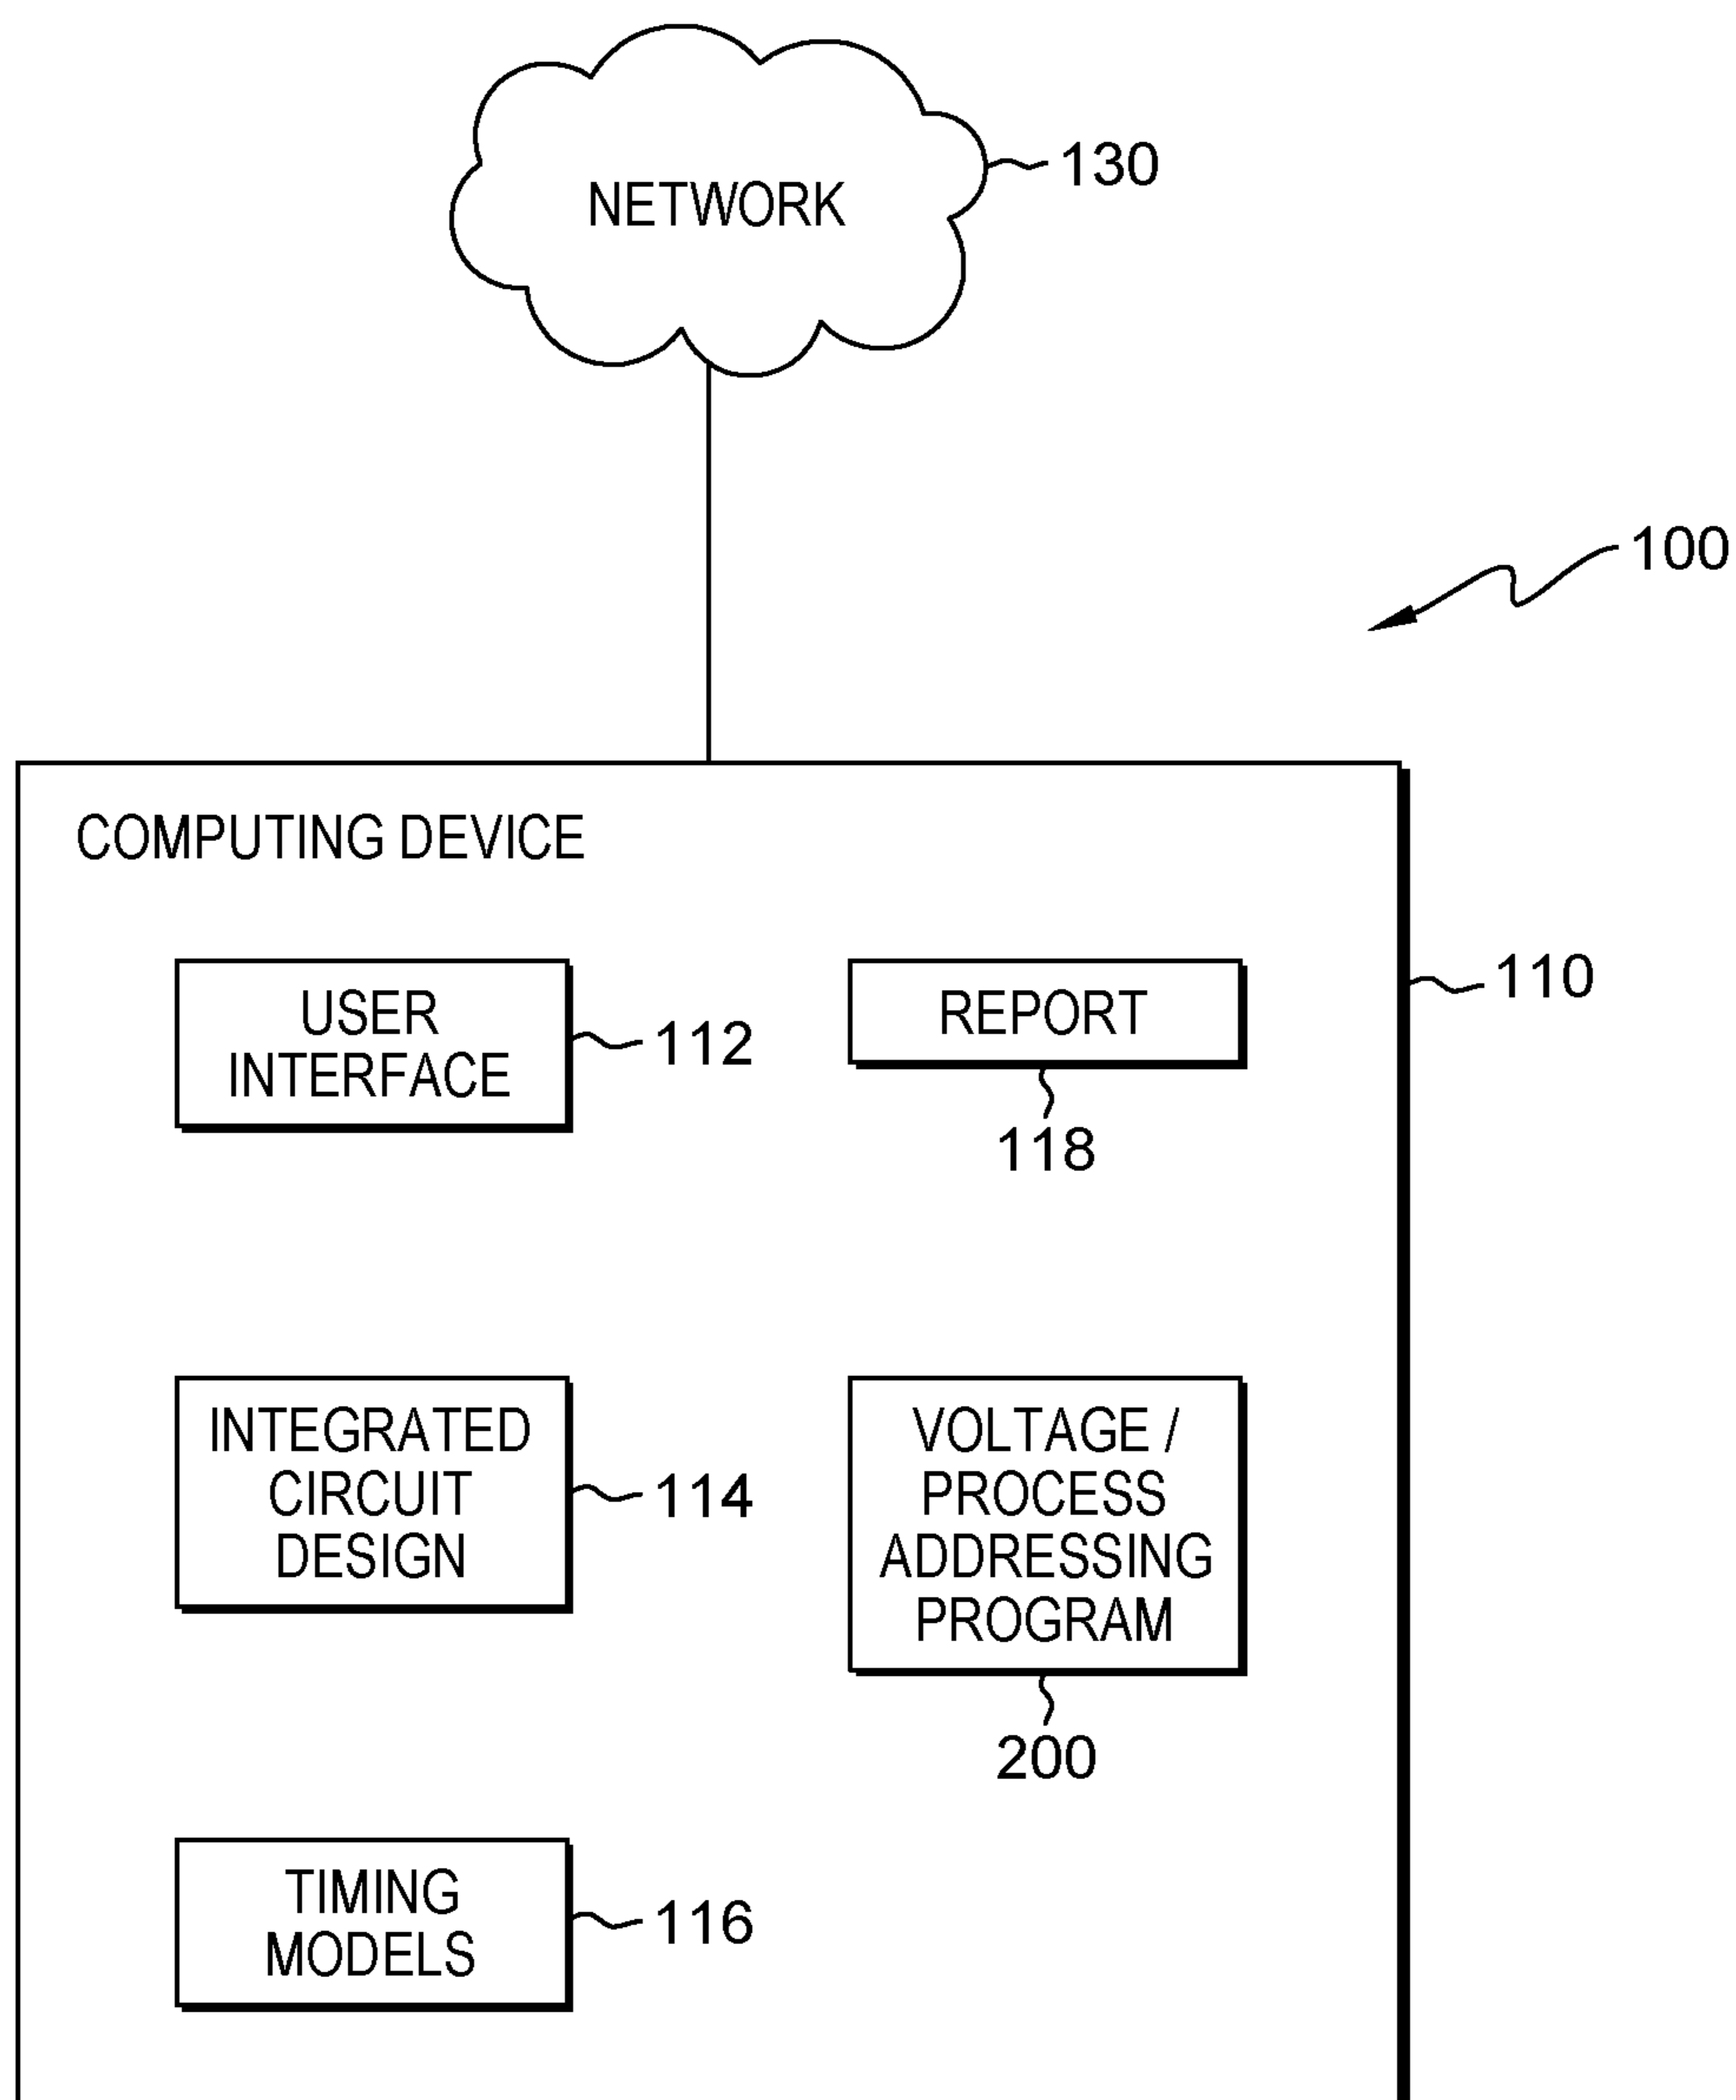 NETWORK
130
100
COMPUTING DEVICE
110
USER
INTERFACE
112
REPORT
118
INTEGRATED
CIRCUIT
DESIGN
114
VOLTAGE /
PROCESS
ADDRESSING
PROGRAM
200
TIMING
MODELS
116